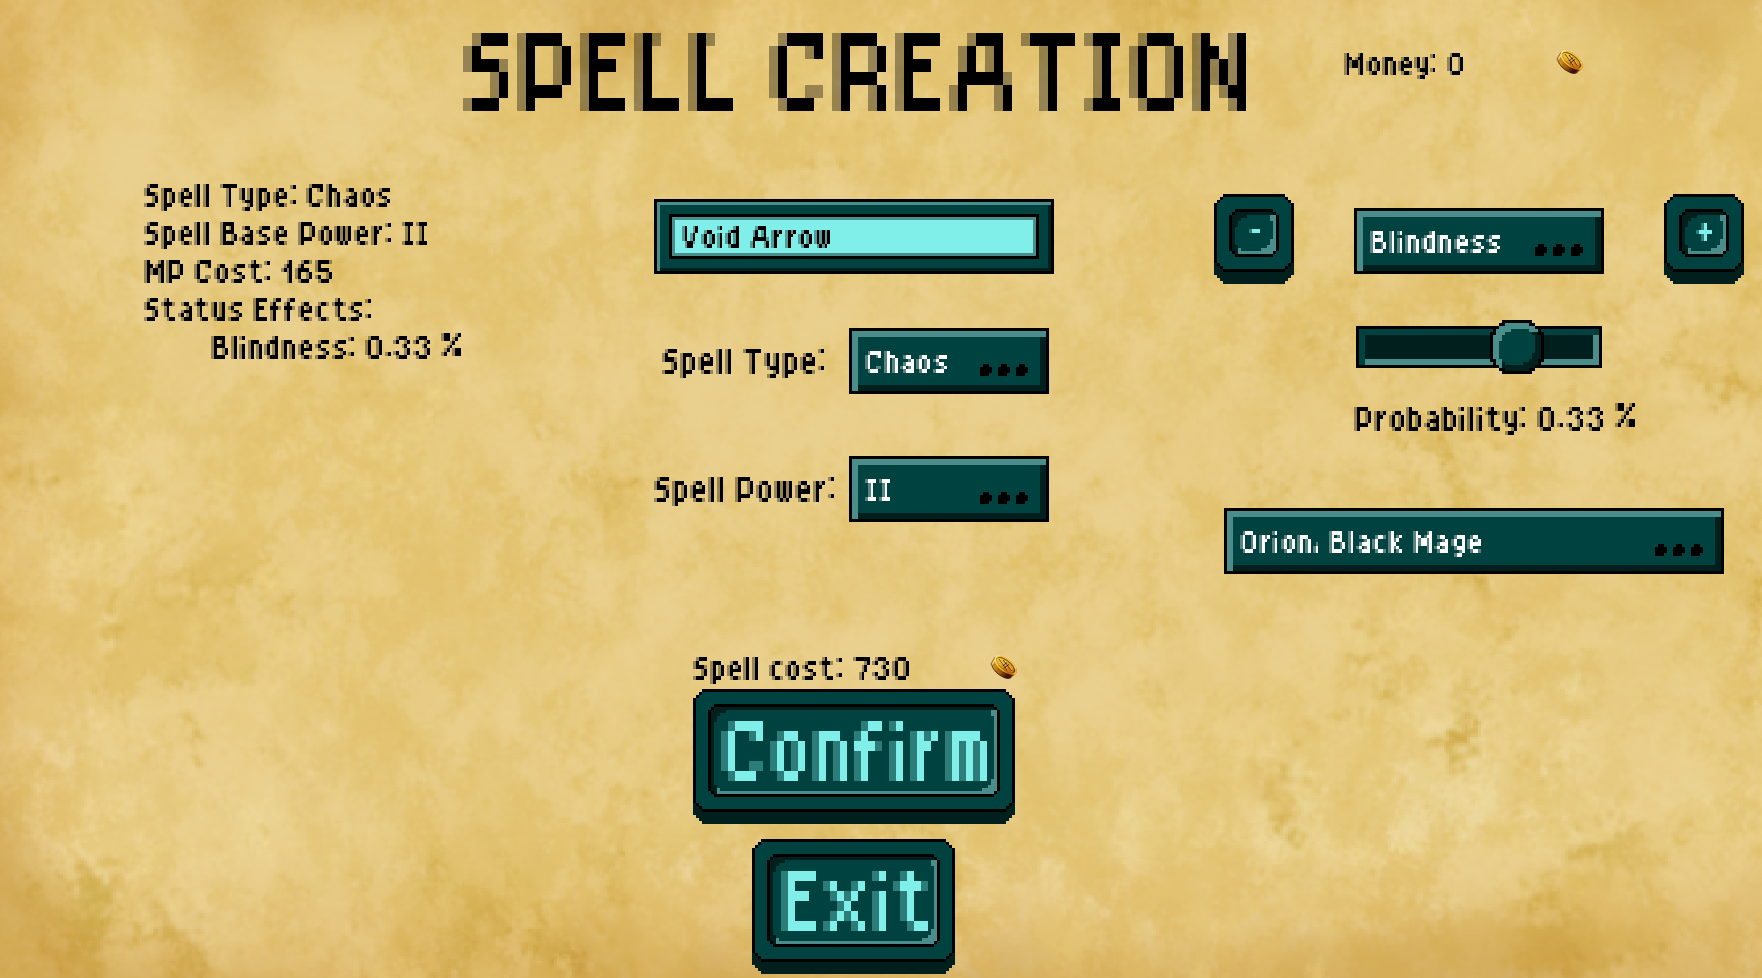 SPELL CREATION
Money: 0
Spell Type: Chaos
Spell Base Power: II
MP Cost: 165
Status Effects:
Blindness: 0.33 %
Void Arrow
Spell Type: Chaos ...
Spell Power: II ...
-
Blindness ...
+
Probability: 0.33 %
Orion, Black Mage ...
Spell cost: 730
Confirm
Exit